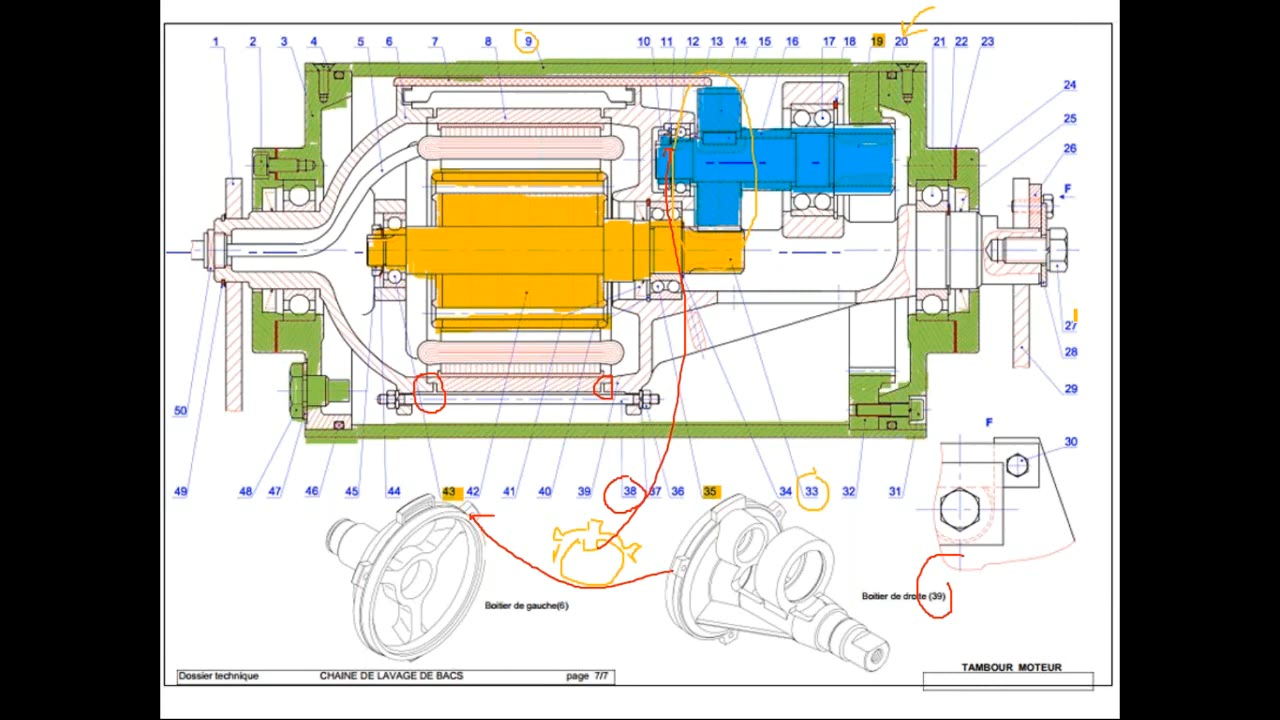 1 2 3 4 5 6 7 8 9 10 11 12 13 14 15 16 17 18 19 20 21 22 23
24
25
26
F
27
28
29
50
F
30
49 48 47 46 45 44 43 42 41 40 39 38 37 36 35 34 33 32 31
Boitier de gauche(6)
Boitier de droite (39)
TAMBOUR MOTEUR
Dossier technique CHAINE DE LAVAGE DE BACS page 7/7